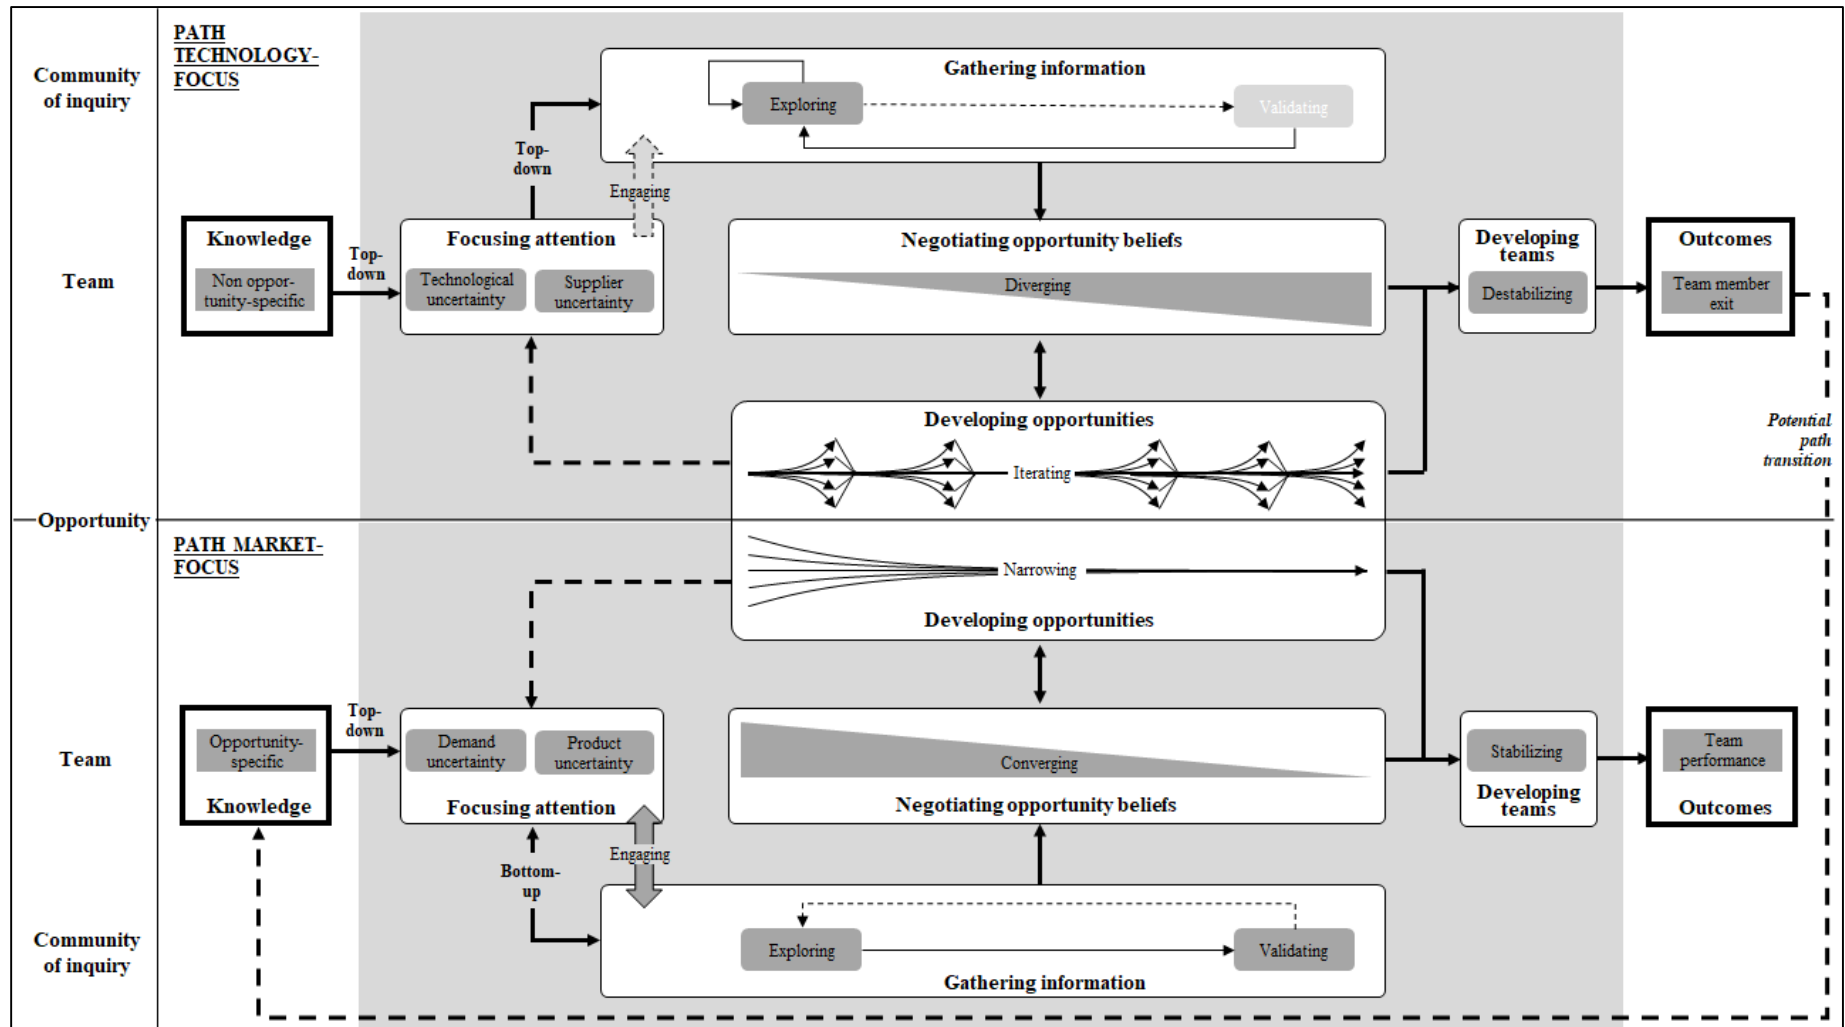 PATH
TECHNOLOGY-
FOCUS
Community
of inquiry
Gathering information
Exploring
Validating
Top-
down
Engaging
Team
Knowledge
Non oppor-
tunity-specific
Top-
down
Focusing attention
Technological
uncertainty
Supplier
uncertainty
Negotiating opportunity beliefs
Diverging
Developing
teams
Destabilizing
Outcomes
Team member
exit
Developing opportunities
Iterating
Potential
path
transition
Opportunity
PATH MARKET-
FOCUS
Narrowing
Developing opportunities
Team
Opportunity-
specific
Knowledge
Top-
down
Demand
uncertainty
Product
uncertainty
Focusing attention
Converging
Negotiating opportunity beliefs
Stabilizing
Developing
teams
Team
performance
Outcomes
Bottom-
up
Engaging
Community
of inquiry
Exploring
Validating
Gathering information